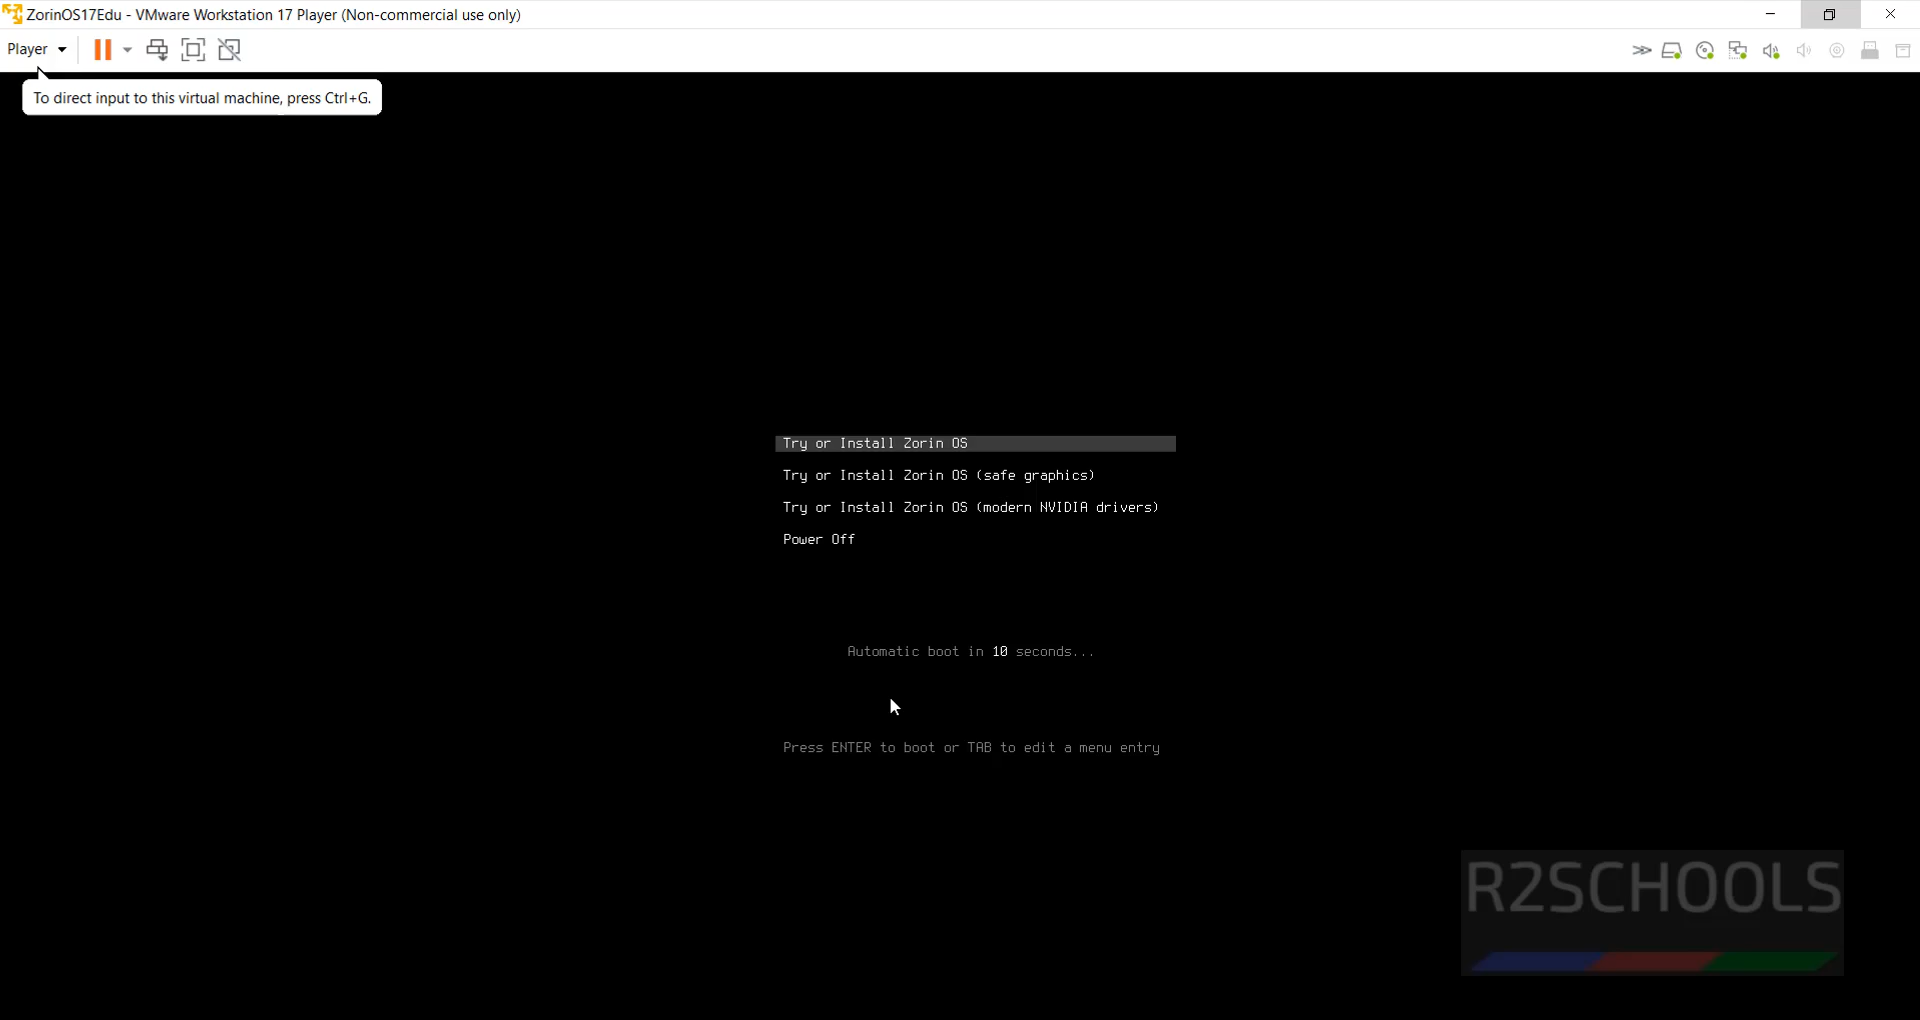 ZorinOS17Edu - VMware Workstation 17 Player (Non-commercial use only)
Player
To direct input to this virtual machine, press Ctrl+G.
Try or Install Zorin OS
Try or Install Zorin OS (safe graphics)
Try or Install Zorin OS (modern NVIDIA drivers)
Power Off
Automatic boot in 10 seconds...
Press ENTER to boot or TAB to edit a menu entry
R2SCHOOLS